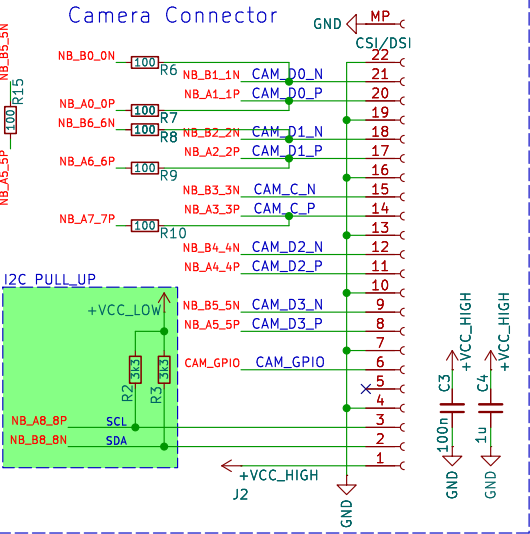 Camera Connector
GND MP
CSI/DSI
NB_B5_5N
R15
100
NB_A5_5P
NB_B0_0N 100 R6
22
NB_B1_1N CAM_D0_N 21
NB_A1_1P CAM_D0_P 20
NB_A0_0P 100 R7
19
NB_B6_6N 100 R8
NB_B2_2N CAM_D1_N 18
NB_A2_2P CAM_D1_P 17
NB_A6_6P 100 R9
16
NB_B3_3N CAM_C_N 15
NB_A3_3P CAM_C_P 14
NB_A7_7P 100 R10
13
NB_B4_4N CAM_D2_N 12
NB_A4_4P CAM_D2_P 11
I2C PULL_UP
10
+VCC_LOW
NB_B5_5N CAM_D3_N 9
NB_A5_5P CAM_D3_P 8
7
CAM_GPIO CAM_GPIO 6
5
4
R2 3k3
R3 3k3
NB_A8_8P SCL 3
NB_B8_8N SDA 2
1
+VCC_HIGH
J2
GND
+VCC_HIGH
C3
100n
GND
+VCC_HIGH
C4
1u
GND